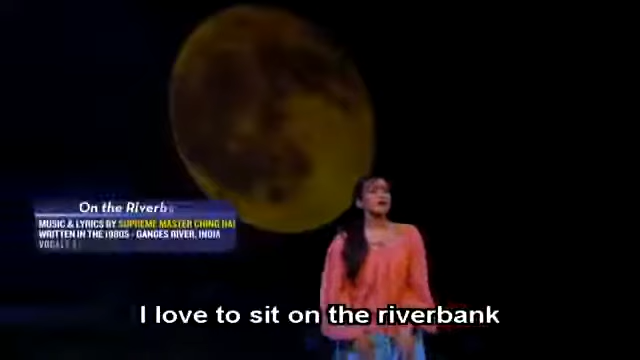 On the Riverb
MUSIC & LYRICS BY SUPREME MASTER CHING HAI
WRITTEN IN THE 1980S - GANGES RIVER, INDIA
VOCALS
I love to sit on the riverbank